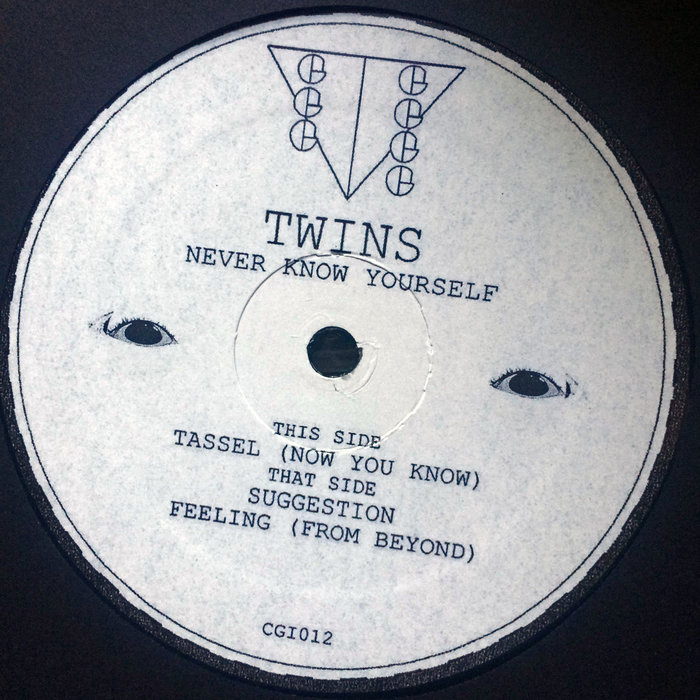 TWINS
NEVER KNOW YOURSELF
THIS SIDE
TASSEL (NOW YOU KNOW)
THAT SIDE
SUGGESTION
FEELING (FROM BEYOND)
CGI012